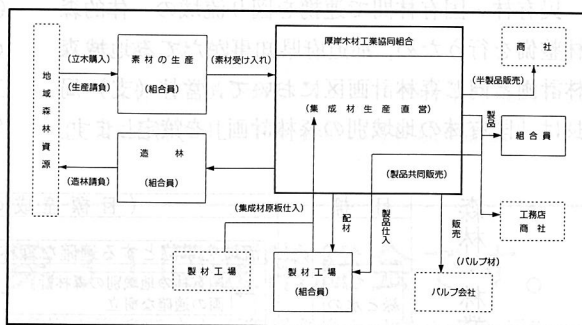 地域森林資源
(立木購入)
(生産請負)
素材の生産
(組合員)
(素材受け入れ)
厚岸木材工業協同組合
(集成材生産直営)
(製品共同販売)
造林
(組合員)
(造林請負)
(集成材原板仕入)
製材工場
配材
製材工場
(組合員)
製品仕入
販売
(パルプ材)
パルプ会社
商社
(半製品販売)
製品
組合員
工務店
商社